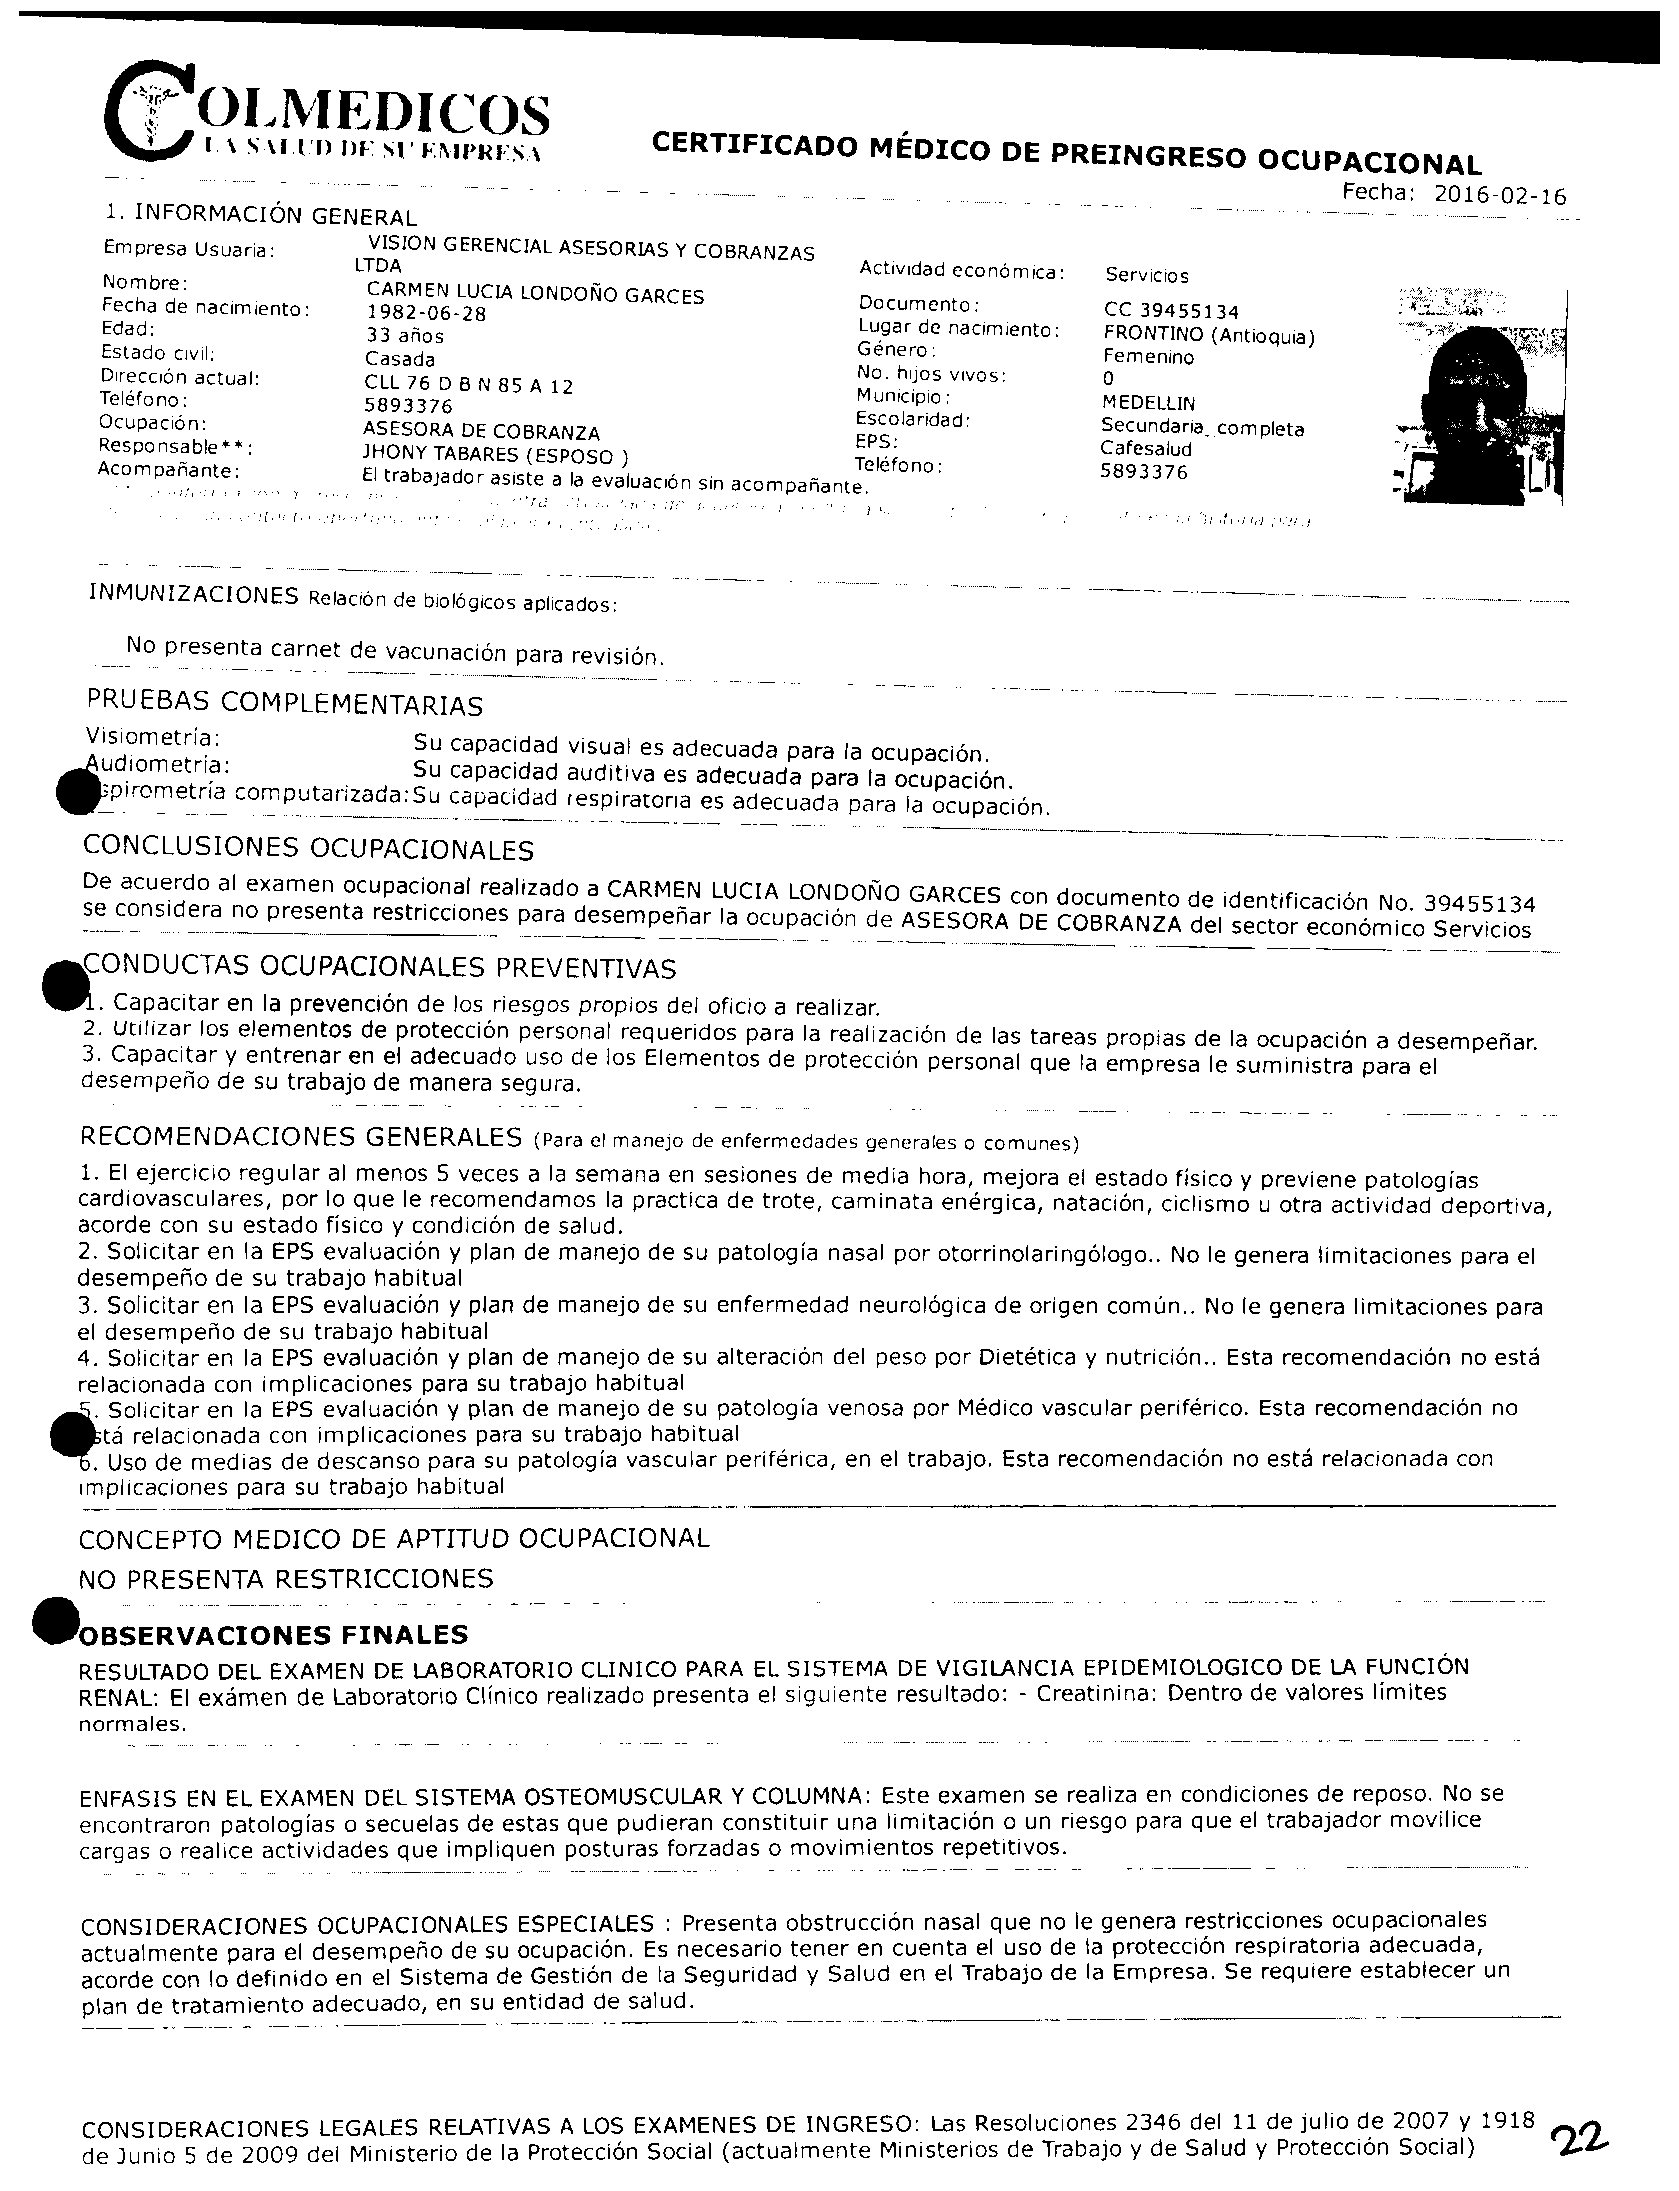 COLMEDICOS
LA SALUD DE SU EMPRESA
CERTIFICADO MÉDICO DE PREINGRESO OCUPACIONAL
Fecha: 2016-02-16
1. INFORMACIÓN GENERAL
Empresa Usuaria: VISION GERENCIAL ASESORIAS Y COBRANZAS LTDA Actividad económica: Servicios
Nombre: CARMEN LUCIA LONDOÑO GARCES Documento: CC 39455134
Fecha de nacimiento: 1982-06-28 Lugar de nacimiento: FRONTINO (Antioquia)
Edad: 33 años Género: Femenino
Estado civil: Casada No. hijos vivos: 0
Dirección actual: CLL 76 D B N 85 A 12 Municipio: MEDELLIN
Teléfono: 5893376 Escolaridad: Secundaria_completa
Ocupación: ASESORA DE COBRANZA EPS: Cafesalud
Responsable**: JHONY TABARES (ESPOSO ) Teléfono: 5893376
Acompañante: El trabajador asiste a la evaluación sin acompañante.
INMUNIZACIONES Relación de biológicos aplicados:
No presenta carnet de vacunación para revisión.
PRUEBAS COMPLEMENTARIAS
Visiometría: Su capacidad visual es adecuada para la ocupación.
Audiometría: Su capacidad auditiva es adecuada para la ocupación.
spirometría computarizada: Su capacidad respiratoria es adecuada para la ocupación.
CONCLUSIONES OCUPACIONALES
De acuerdo al examen ocupacional realizado a CARMEN LUCIA LONDOÑO GARCES con documento de identificación No. 39455134
se considera no presenta restricciones para desempeñar la ocupación de ASESORA DE COBRANZA del sector económico Servicios
CONDUCTAS OCUPACIONALES PREVENTIVAS
1. Capacitar en la prevención de los riesgos propios del oficio a realizar.
2. Utilizar los elementos de protección personal requeridos para la realización de las tareas propias de la ocupación a desempeñar.
3. Capacitar y entrenar en el adecuado uso de los Elementos de protección personal que la empresa le suministra para el
desempeño de su trabajo de manera segura.
RECOMENDACIONES GENERALES (Para el manejo de enfermedades generales o comunes)
1. El ejercicio regular al menos 5 veces a la semana en sesiones de media hora, mejora el estado físico y previene patologías
cardiovasculares, por lo que le recomendamos la practica de trote, caminata enérgica, natación, ciclismo u otra actividad deportiva,
acorde con su estado físico y condición de salud.
2. Solicitar en la EPS evaluación y plan de manejo de su patología nasal por otorrinolaringólogo.. No le genera limitaciones para el
desempeño de su trabajo habitual
3. Solicitar en la EPS evaluación y plan de manejo de su enfermedad neurológica de origen común.. No le genera limitaciones para
el desempeño de su trabajo habitual
4. Solicitar en la EPS evaluación y plan de manejo de su alteración del peso por Dietética y nutrición.. Esta recomendación no está
relacionada con implicaciones para su trabajo habitual
5. Solicitar en la EPS evaluación y plan de manejo de su patología venosa por Médico vascular periférico. Esta recomendación no
stá relacionada con implicaciones para su trabajo habitual
6. Uso de medias de descanso para su patología vascular periférica, en el trabajo. Esta recomendación no está relacionada con
implicaciones para su trabajo habitual
CONCEPTO MEDICO DE APTITUD OCUPACIONAL
NO PRESENTA RESTRICCIONES
OBSERVACIONES FINALES
RESULTADO DEL EXAMEN DE LABORATORIO CLINICO PARA EL SISTEMA DE VIGILANCIA EPIDEMIOLOGICO DE LA FUNCIÓN
RENAL: El exámen de Laboratorio Clínico realizado presenta el siguiente resultado: - Creatinina: Dentro de valores límites
normales.
ENFASIS EN EL EXAMEN DEL SISTEMA OSTEOMUSCULAR Y COLUMNA: Este examen se realiza en condiciones de reposo. No se
encontraron patologías o secuelas de estas que pudieran constituir una limitación o un riesgo para que el trabajador movilice
cargas o realice actividades que impliquen posturas forzadas o movimientos repetitivos.
CONSIDERACIONES OCUPACIONALES ESPECIALES : Presenta obstrucción nasal que no le genera restricciones ocupacionales
actualmente para el desempeño de su ocupación. Es necesario tener en cuenta el uso de la protección respiratoria adecuada,
acorde con lo definido en el Sistema de Gestión de la Seguridad y Salud en el Trabajo de la Empresa. Se requiere establecer un
plan de tratamiento adecuado, en su entidad de salud.
CONSIDERACIONES LEGALES RELATIVAS A LOS EXAMENES DE INGRESO: Las Resoluciones 2346 del 11 de julio de 2007 y 1918
de Junio 5 de 2009 del Ministerio de la Protección Social (actualmente Ministerios de Trabajo y de Salud y Protección Social)
22